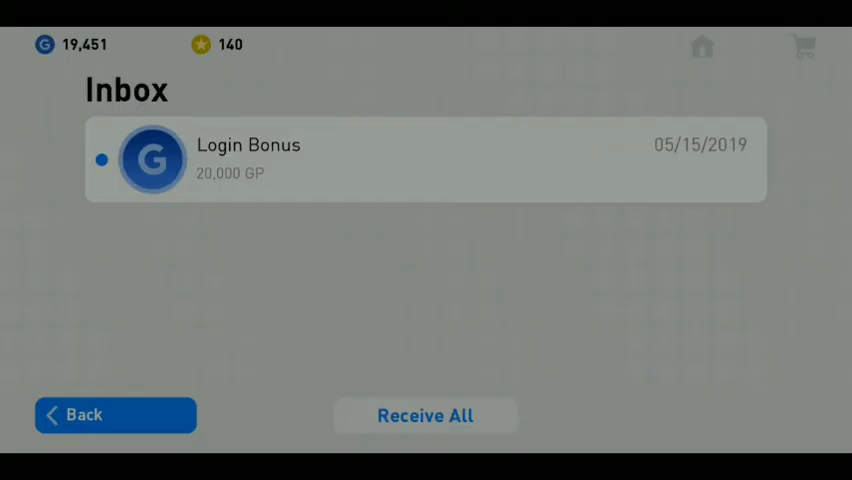 G 19,451 140
Inbox
G Login Bonus 05/15/2019
20,000 GP
Back Receive All